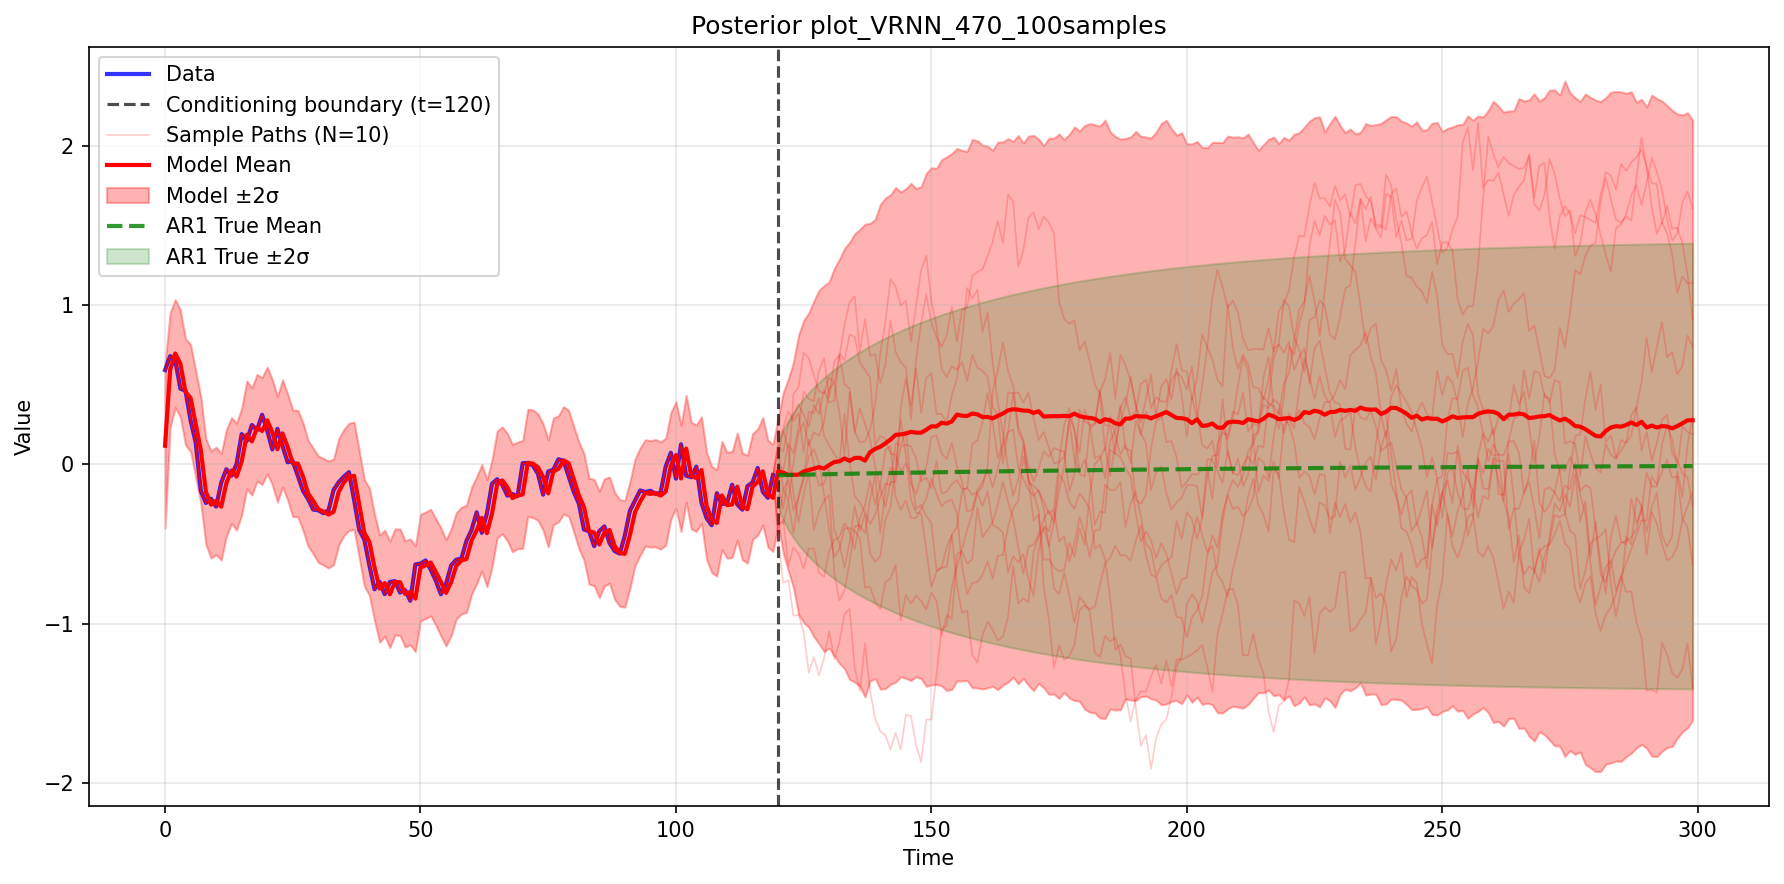 Posterior plot_VRNN_470_100samples
Data
Conditioning boundary (t=120)
Sample Paths (N=10)
Model Mean
Model ±2σ
AR1 True Mean
AR1 True ±2σ
Value
2
1
0
−1
−2
0 50 100 150 200 250 300
Time